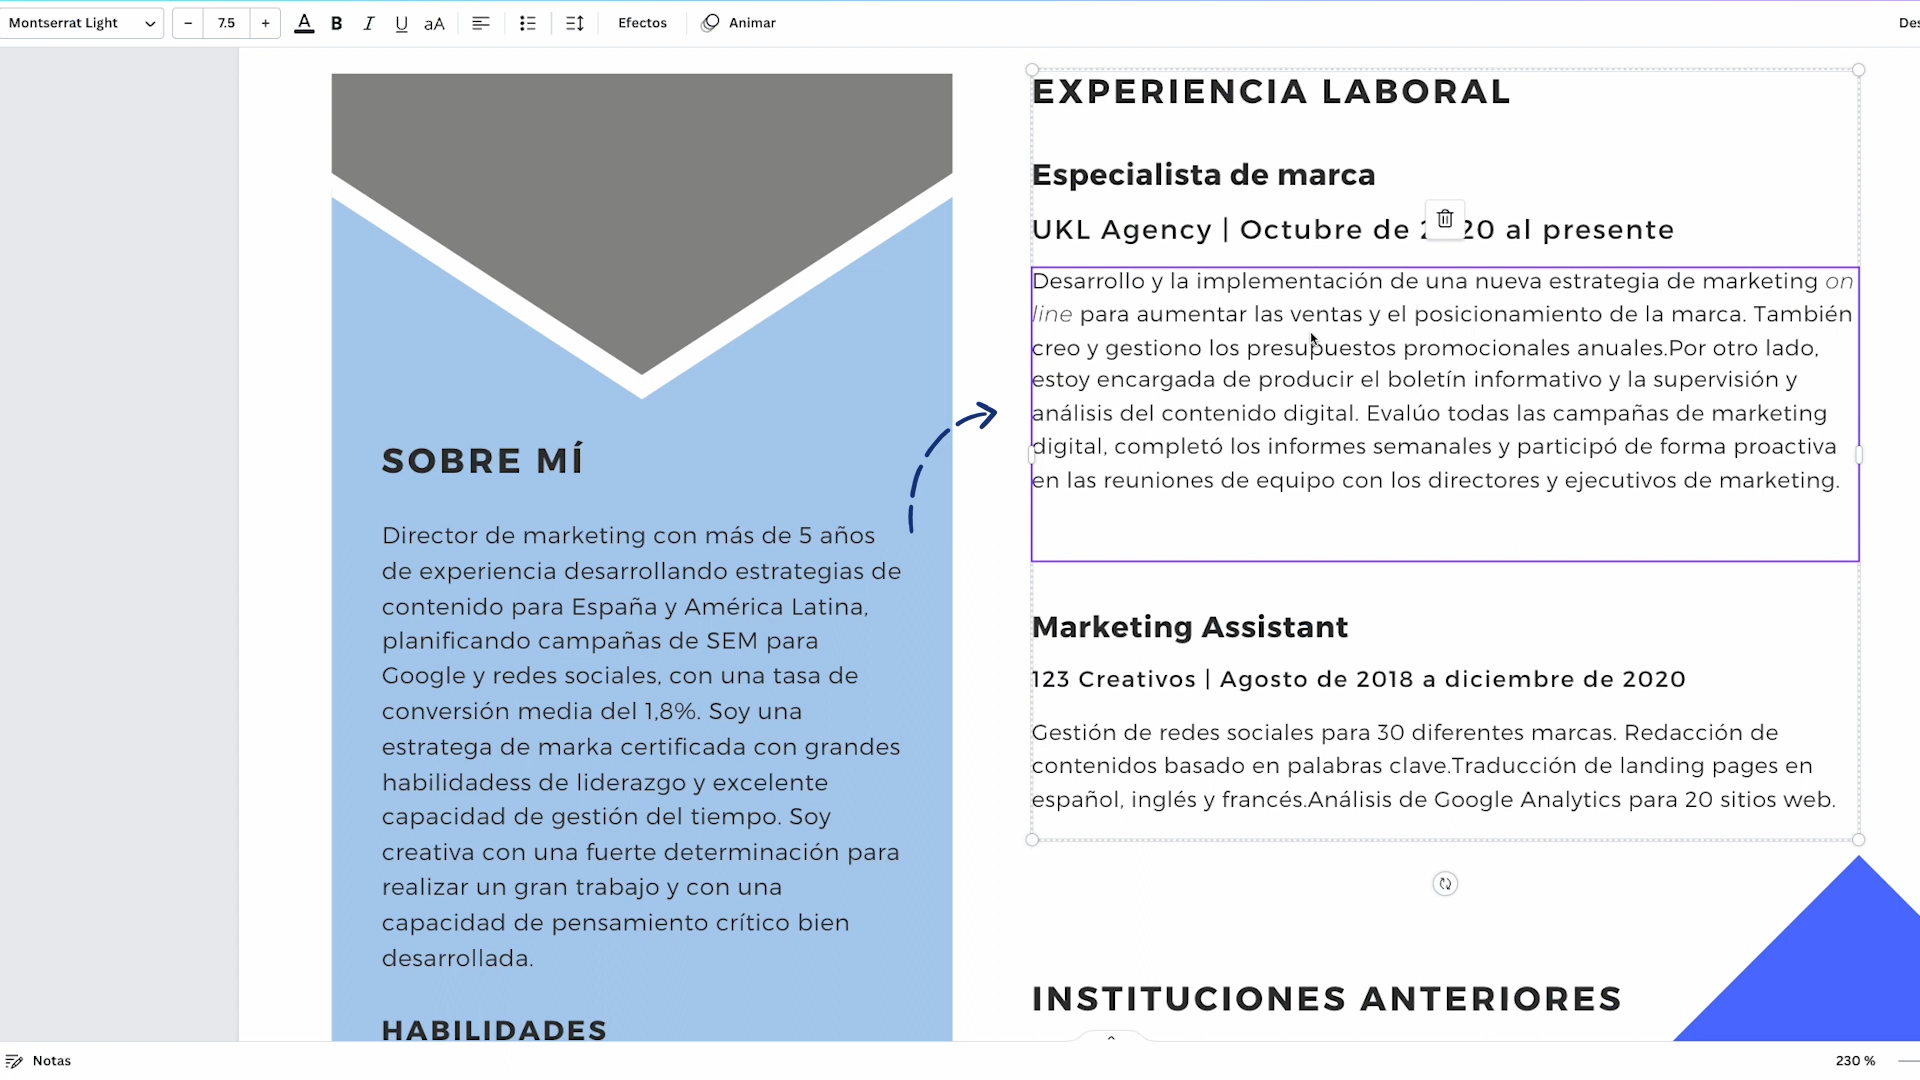 Montserrat Light
– 7.5 +
A B I U aA
Efectos
Animar
Des
SOBRE MÍ
Director de marketing con más de 5 años
de experiencia desarrollando estrategias de
contenido para España y América Latina,
planificando campañas de SEM para
Google y redes sociales, con una tasa de
conversión media del 1,8%. Soy una
estratega de marka certificada con grandes
habilidadess de liderazgo y excelente
capacidad de gestión del tiempo. Soy
creativa con una fuerte determinación para
realizar un gran trabajo y con una
capacidad de pensamiento crítico bien
desarrollada.
HABILIDADES
EXPERIENCIA LABORAL
Especialista de marca
UKL Agency | Octubre de 2020 al presente
Desarrollo y la implementación de una nueva estrategia de marketing on
line para aumentar las ventas y el posicionamiento de la marca. También
creo y gestiono los presupuestos promocionales anuales.Por otro lado,
estoy encargada de producir el boletín informativo y la supervisión y
análisis del contenido digital. Evalúo todas las campañas de marketing
digital, completó los informes semanales y participó de forma proactiva
en las reuniones de equipo con los directores y ejecutivos de marketing.
Marketing Assistant
123 Creativos | Agosto de 2018 a diciembre de 2020
Gestión de redes sociales para 30 diferentes marcas. Redacción de
contenidos basado en palabras clave.Traducción de landing pages en
español, inglés y francés.Análisis de Google Analytics para 20 sitios web.
INSTITUCIONES ANTERIORES
Notas
230 %